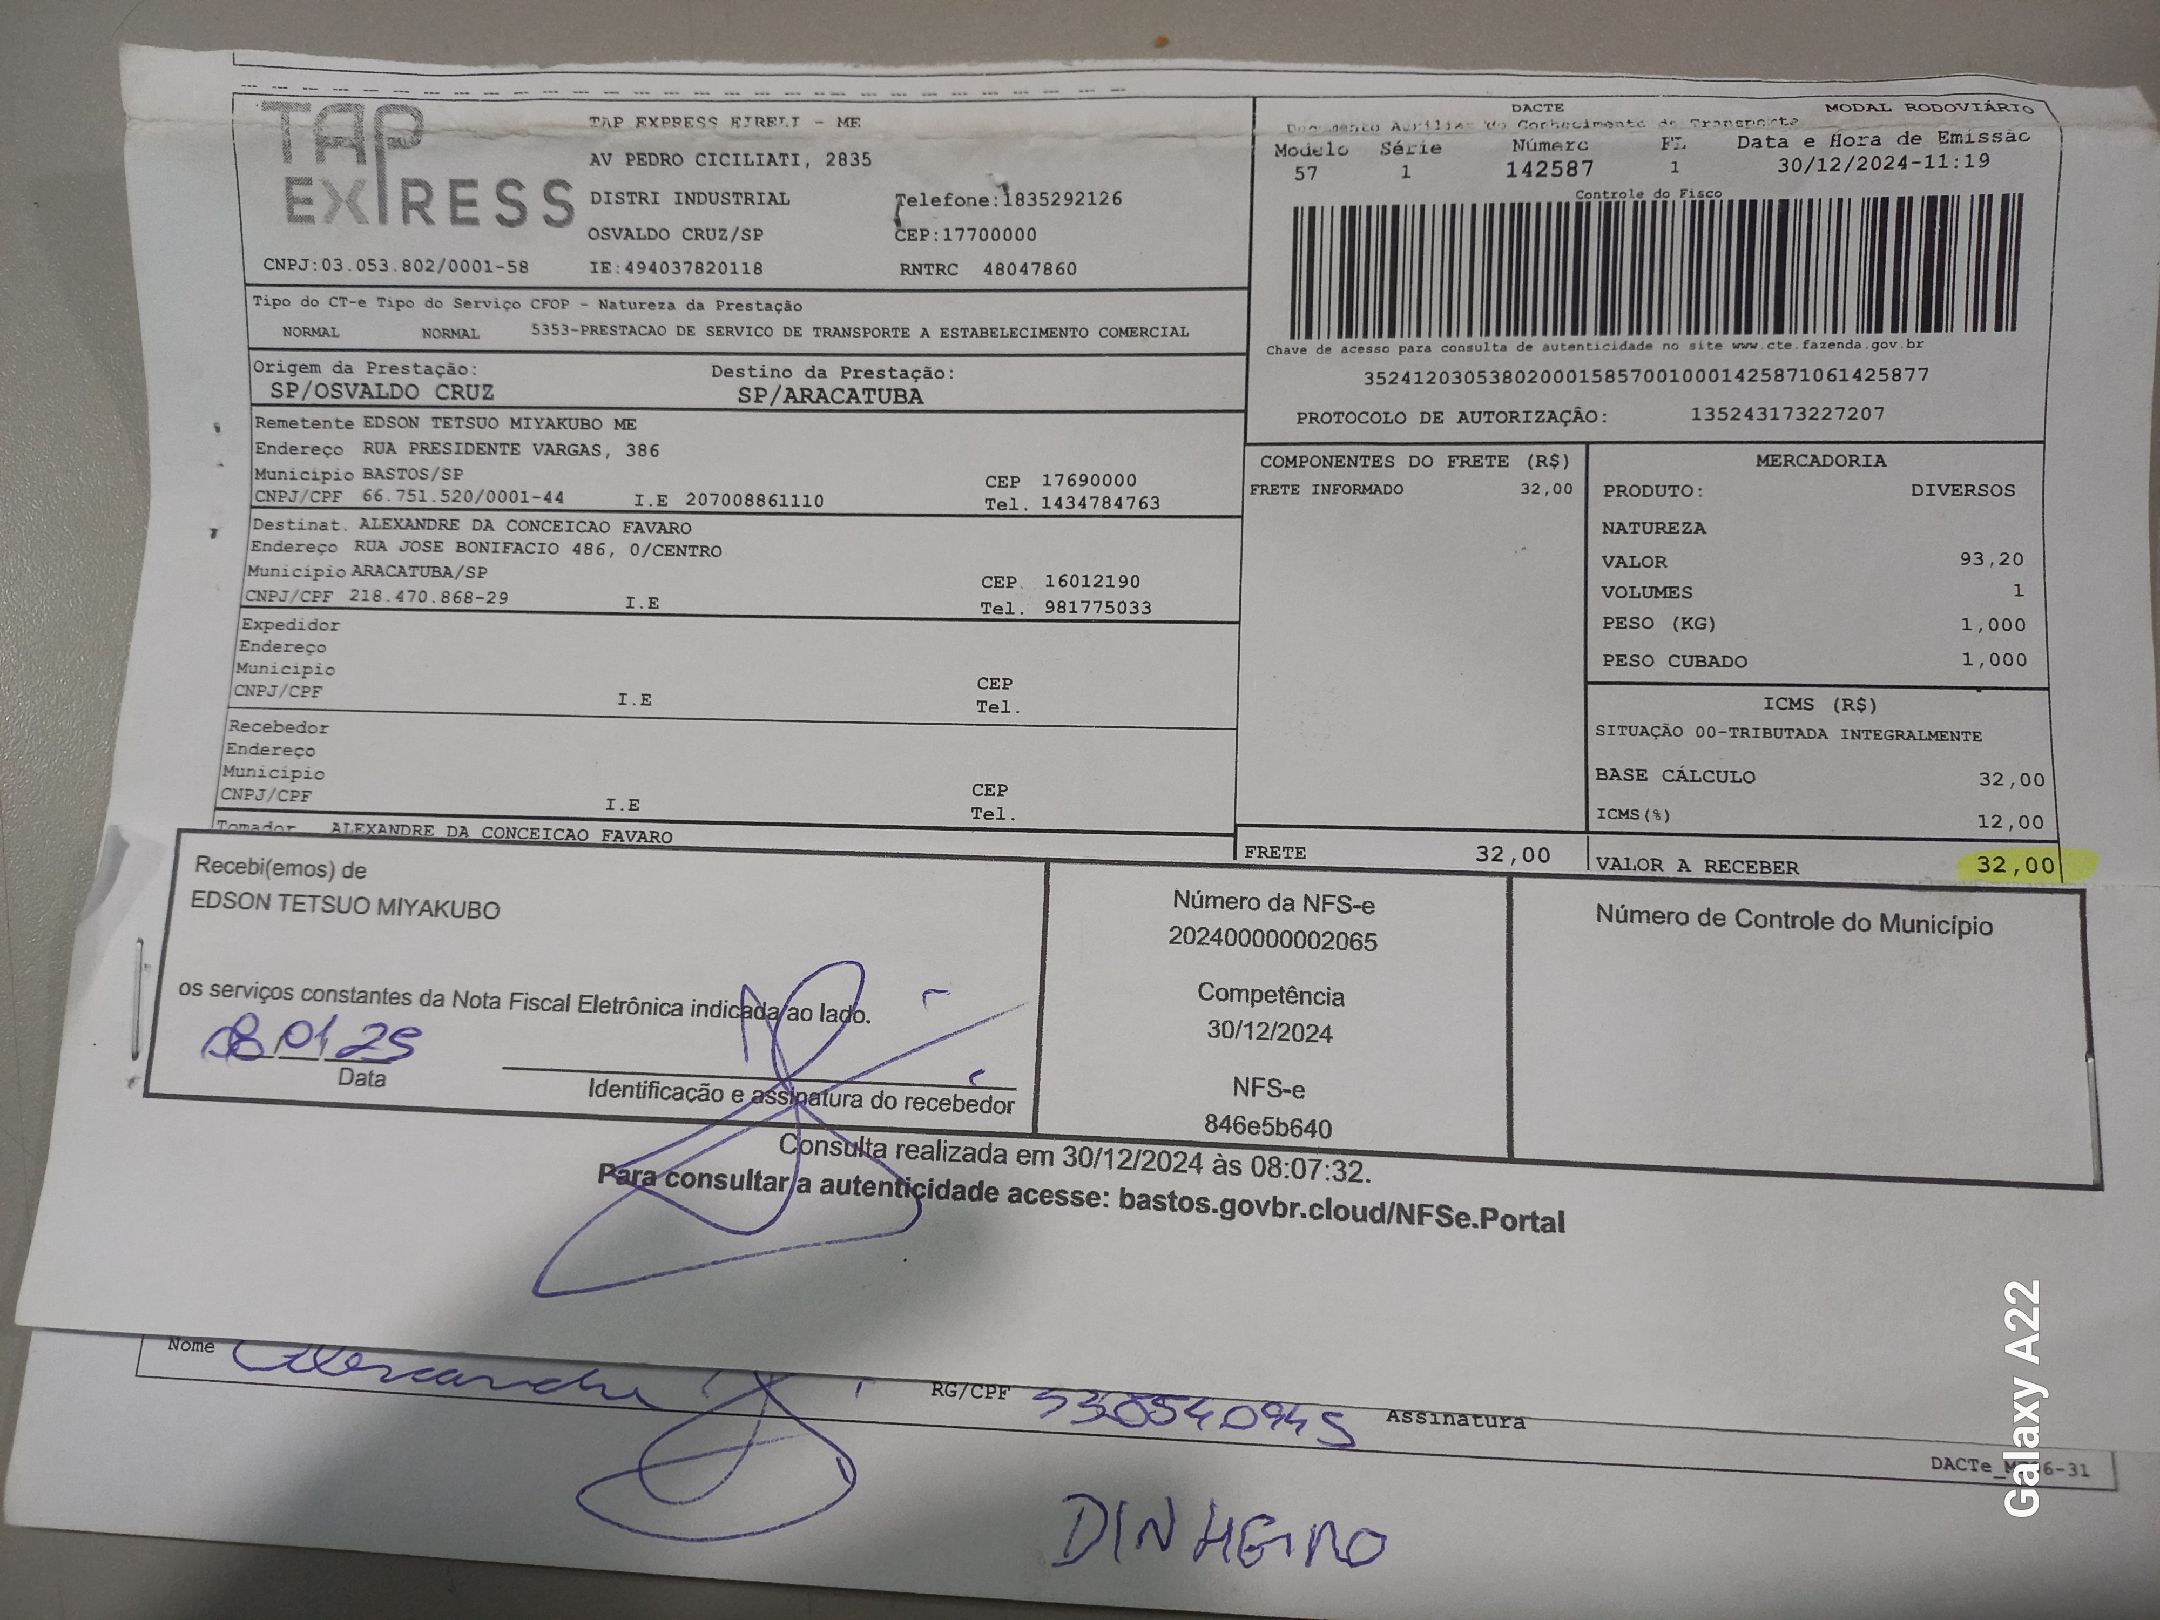 TAP
EXPRESS
TAP EXPRESS EIRELI - ME
AV PEDRO CICILIATI, 2835
DISTRI INDUSTRIAL Telefone:1835292126
OSVALDO CRUZ/SP CEP:17700000
CNPJ:03.053.802/0001-58 IE:494037820118 RNTRC 48047860
DACTE MODAL RODOVIÁRIO
Documento Auxiliar do Conhecimento de Transporte
Modelo Série Número FL Data e Hora de Emissão
57 1 142587 1 30/12/2024-11:19
Controle do Fisco
Chave de acesso para consulta de autenticidade no site www.cte.fazenda.gov.br
35241203053802000158570010001425871061425877
PROTOCOLO DE AUTORIZAÇÃO: 135243173227207
Tipo do CT-e Tipo do Serviço CFOP - Natureza da Prestação
NORMAL NORMAL 5353-PRESTACAO DE SERVICO DE TRANSPORTE A ESTABELECIMENTO COMERCIAL
Origem da Prestação: Destino da Prestação:
SP/OSVALDO CRUZ SP/ARACATUBA
Remetente EDSON TETSUO MIYAKUBO ME
Endereço RUA PRESIDENTE VARGAS, 386
Município BASTOS/SP CEP 17690000
CNPJ/CPF 66.751.520/0001-44 I.E 207008861110 Tel. 1434784763
Destinat. ALEXANDRE DA CONCEICAO FAVARO
Endereço RUA JOSE BONIFACIO 486, 0/CENTRO
Município ARACATUBA/SP CEP. 16012190
CNPJ/CPF 218.470.868-29 I.E Tel. 981775033
Expedidor
Endereço
Município CEP
CNPJ/CPF I.E Tel.
Recebedor
Endereço
Município CEP
CNPJ/CPF I.E Tel.
Tomador ALEXANDRE DA CONCEICAO FAVARO
COMPONENTES DO FRETE (R$)
FRETE INFORMADO 32,00
FRETE 32,00
MERCADORIA
PRODUTO: DIVERSOS
NATUREZA
VALOR 93,20
VOLUMES 1
PESO (KG) 1,000
PESO CUBADO 1,000
ICMS (R$)
SITUAÇÃO 00-TRIBUTADA INTEGRALMENTE
BASE CÁLCULO 32,00
ICMS(%) 12,00
VALOR A RECEBER 32,00
Recebi(emos) de
EDSON TETSUO MIYAKUBO
os serviços constantes da Nota Fiscal Eletrônica indicada ao lado.
08 01 25
Data
Identificação e assinatura do recebedor
Número da NFS-e
202400000002065
Competência
30/12/2024
NFS-e
846e5b640
Número de Controle do Município
Consulta realizada em 30/12/2024 às 08:07:32.
Para consultar a autenticidade acesse: bastos.govbr.cloud/NFSe.Portal
Nome Alexandre RG/CPF 330540945 Assinatura
DINHEIRO
Galaxy A22